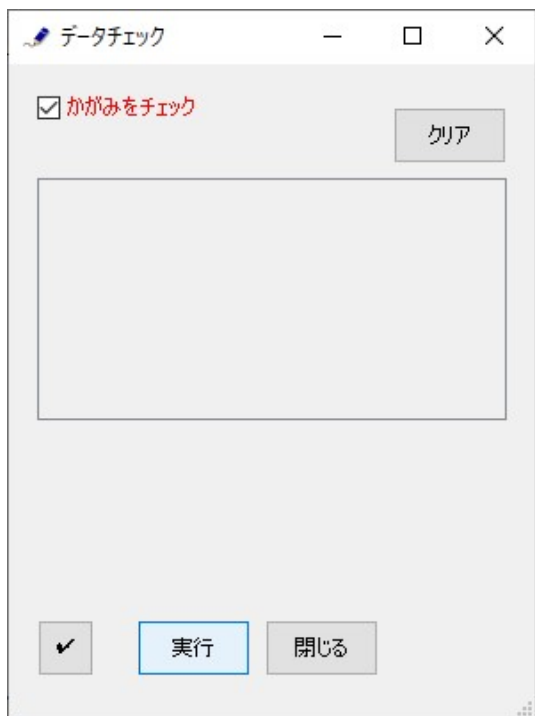 データチェック
かがみをチェック
クリア
✔
実行
閉じる